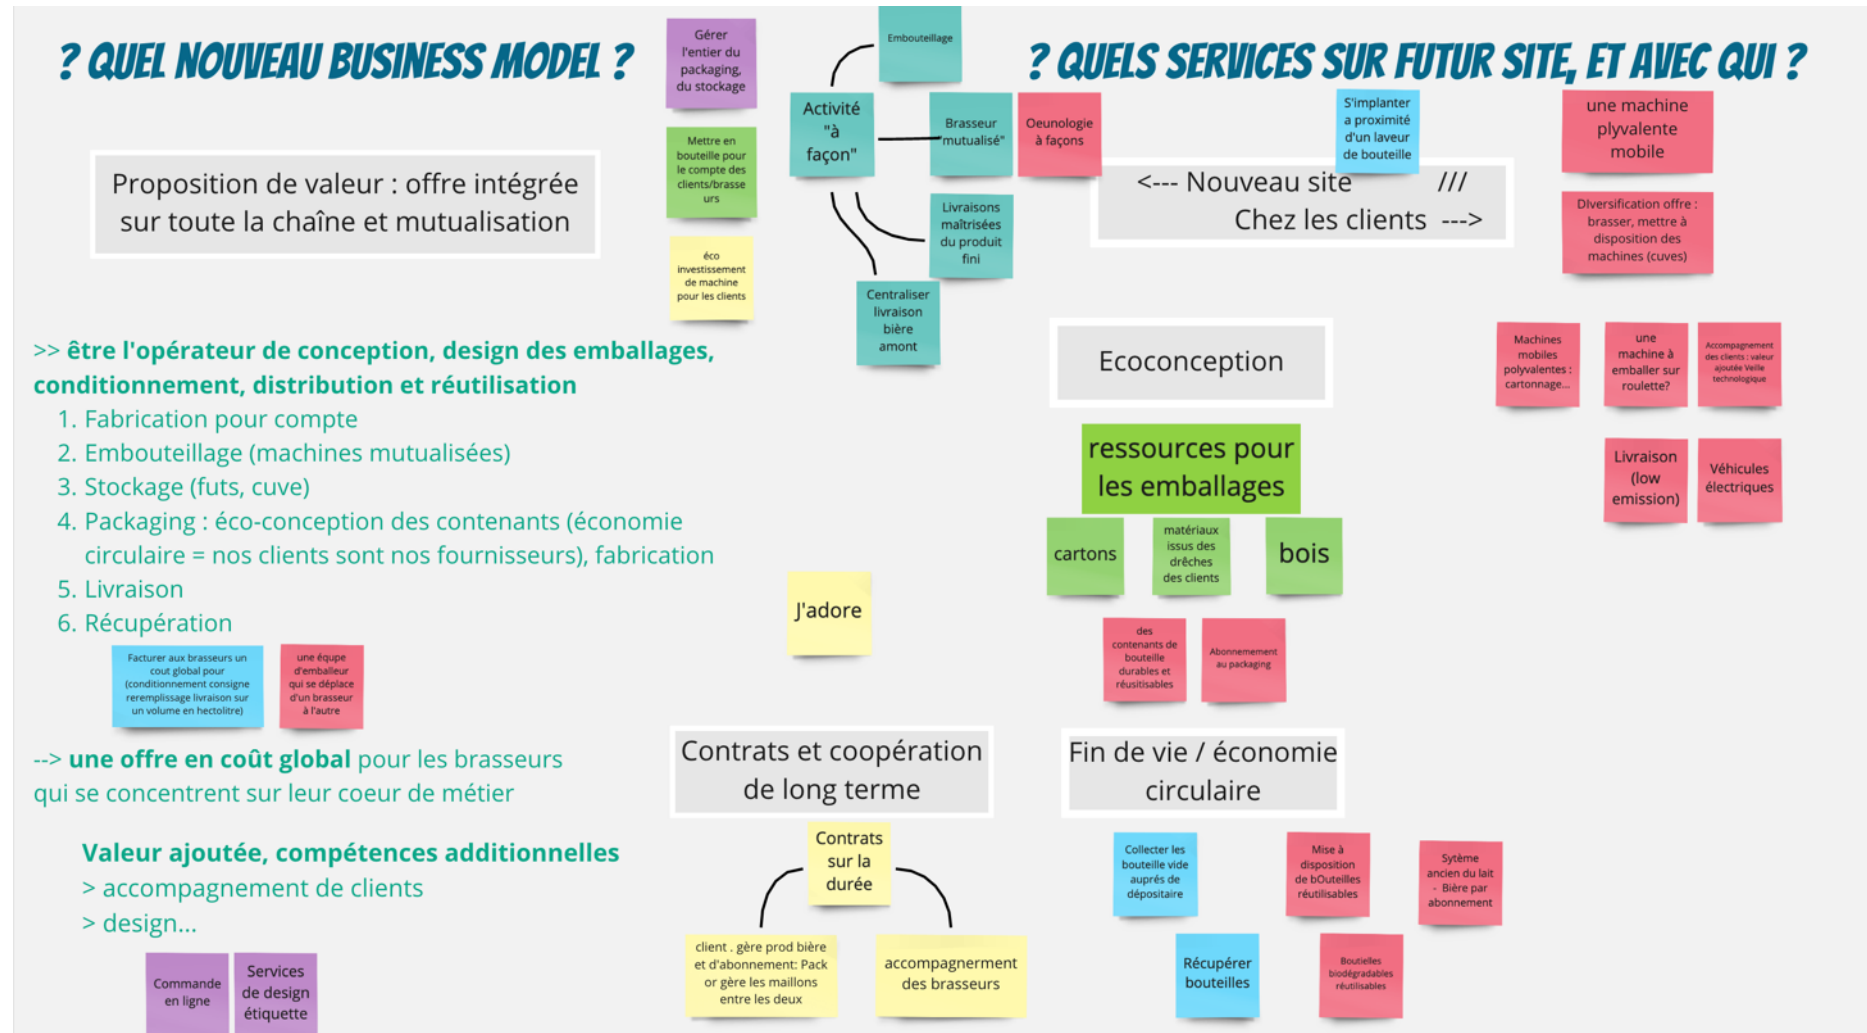 ? QUEL NOUVEAU BUSINESS MODEL ?
Proposition de valeur : offre intégrée
sur toute la chaîne et mutualisation
Gérer
l'entier du
packaging,
du stockage
Mettre en
bouteille pour
le compte des
clients/brasse
urs
éco
investissement
de machine
pour les clients
Embouteillage
Activité
"à
façon"
Brasseur
"mutualisé"
Oeunologie
à façons
Livraisons
maîtrisées
du produit
fini
Centraliser
livraison
bière
amont
>> être l'opérateur de conception, design des emballages,
conditionnement, distribution et réutilisation
1. Fabrication pour compte
2. Embouteillage (machines mutualisées)
3. Stockage (futs, cuve)
4. Packaging : éco-conception des contenants (économie
circulaire = nos clients sont nos fournisseurs), fabrication
5. Livraison
6. Récupération
Facturer aux brasseurs un
cout global pour
(conditionnement consigne
reremplissage livraison sur
un volume en hectolitre)
une équpe
d'emballeur
qui se déplace
d'un brasseur
à l'autre
--> une offre en coût global pour les brasseurs
qui se concentrent sur leur coeur de métier
Valeur ajoutée, compétences additionnelles
> accompagnement de clients
> design...
Commande
en ligne
Services
de design
étiquette
J'adore
Contrats et coopération
de long terme
Contrats
sur la
durée
client . gère prod bière
et d'abonnement: Pack
or gère les maillons
entre les deux
accompagnerment
des brasseurs
? QUELS SERVICES SUR FUTUR SITE, ET AVEC QUI ?
S'implanter
a proximité
d'un laveur
de bouteille
une machine
plyvalente
mobile
<--- Nouveau site ///
Chez les clients --->
DIversification offre :
brasser, mettre à
disposition des
machines (cuves)
Ecoconception
Machines
mobiles
polyvalentes :
cartonnage...
une
machine à
emballer sur
roulette?
Accompagnement
des clients : valeur
ajoutée Veille
technologique
ressources pour
les emballages
Livraison
(low
emission)
Véhicules
électriques
cartons
matériaux
issus des
drêches
des clients
bois
des
contenants de
bouteille
durables et
réusitisables
Abonnemement
au packaging
Fin de vie / économie
circulaire
Collecter les
bouteille vide
auprés de
dépositaire
Mise à
disposition
de bOuteilles
réutilisables
Sytème
ancien du lait
- Bière par
abonnement
Récupérer
bouteilles
Boutielles
biodégradables
réutilisables